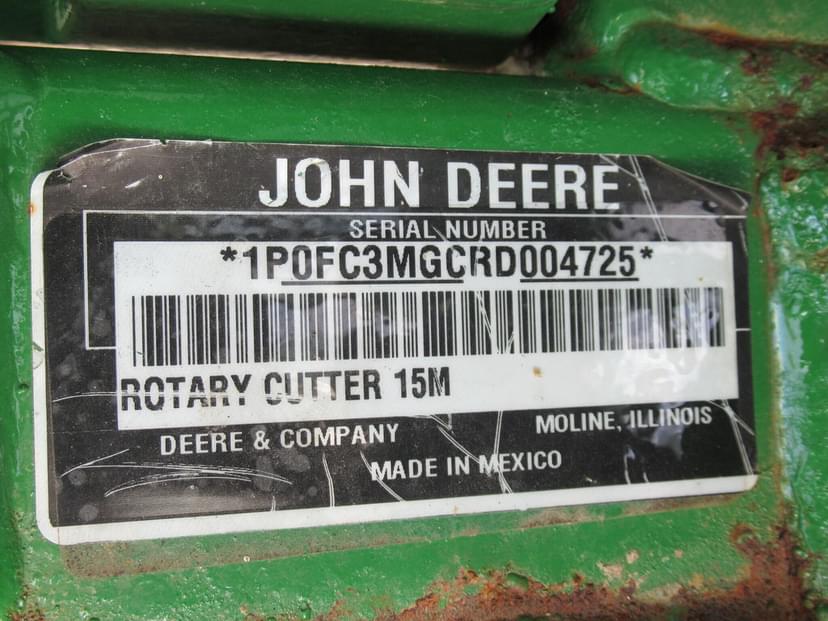 JOHN DEERE
SERIAL NUMBER
*1P0FC3MGCRD004725*
ROTARY CUTTER 15M
DEERE & COMPANY MOLINE, ILLINOIS
MADE IN MEXICO